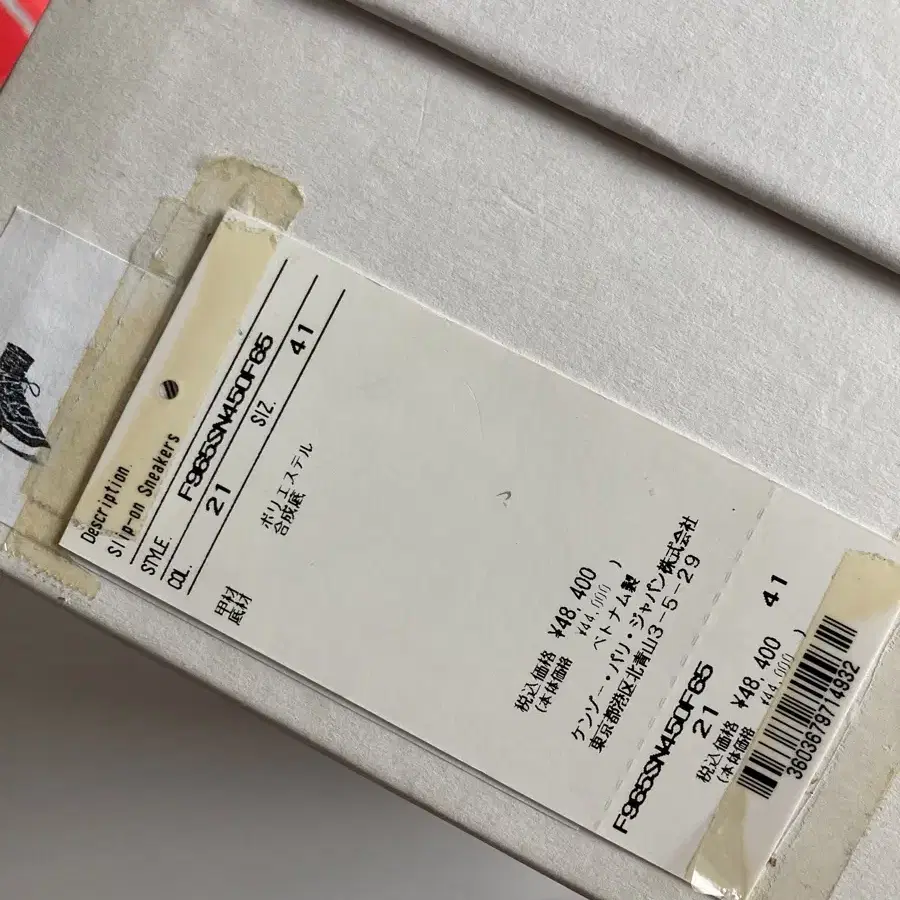 Description.
Slip-on Sneakers
STYLE. F965SN450F65
COL. 21 SIZ. 41
甲材 ポリエステル
底材 合成底
税込価格 ¥48,400
(本体価格 ¥44,000)
ベトナム製
ケンゾー・パリ・ジャパン株式会社
東京都港区北青山3-5-29
F965SN450F65
21 41
税込価格 ¥48,400
(本体価格 ¥44,000)
3603679714932